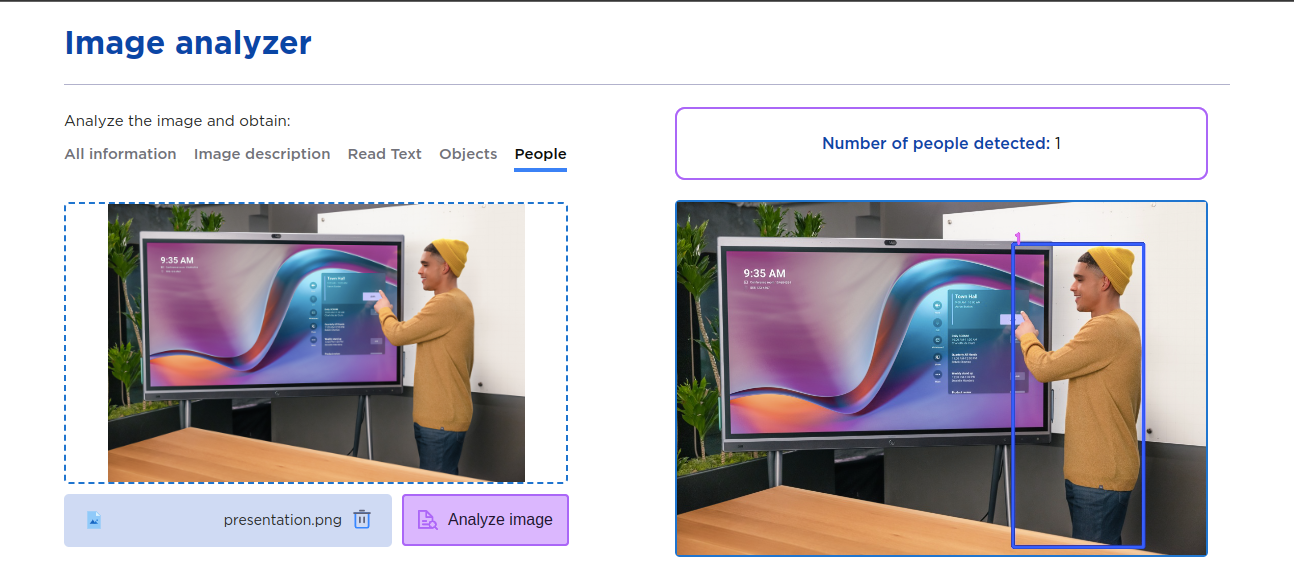 Image analyzer
Analyze the image and obtain:
All information Image description Read Text Objects People
Number of people detected: 1
9:35 AM
Town Hall
presentation.png
Analyze image
1
9:35 AM
Town Hall